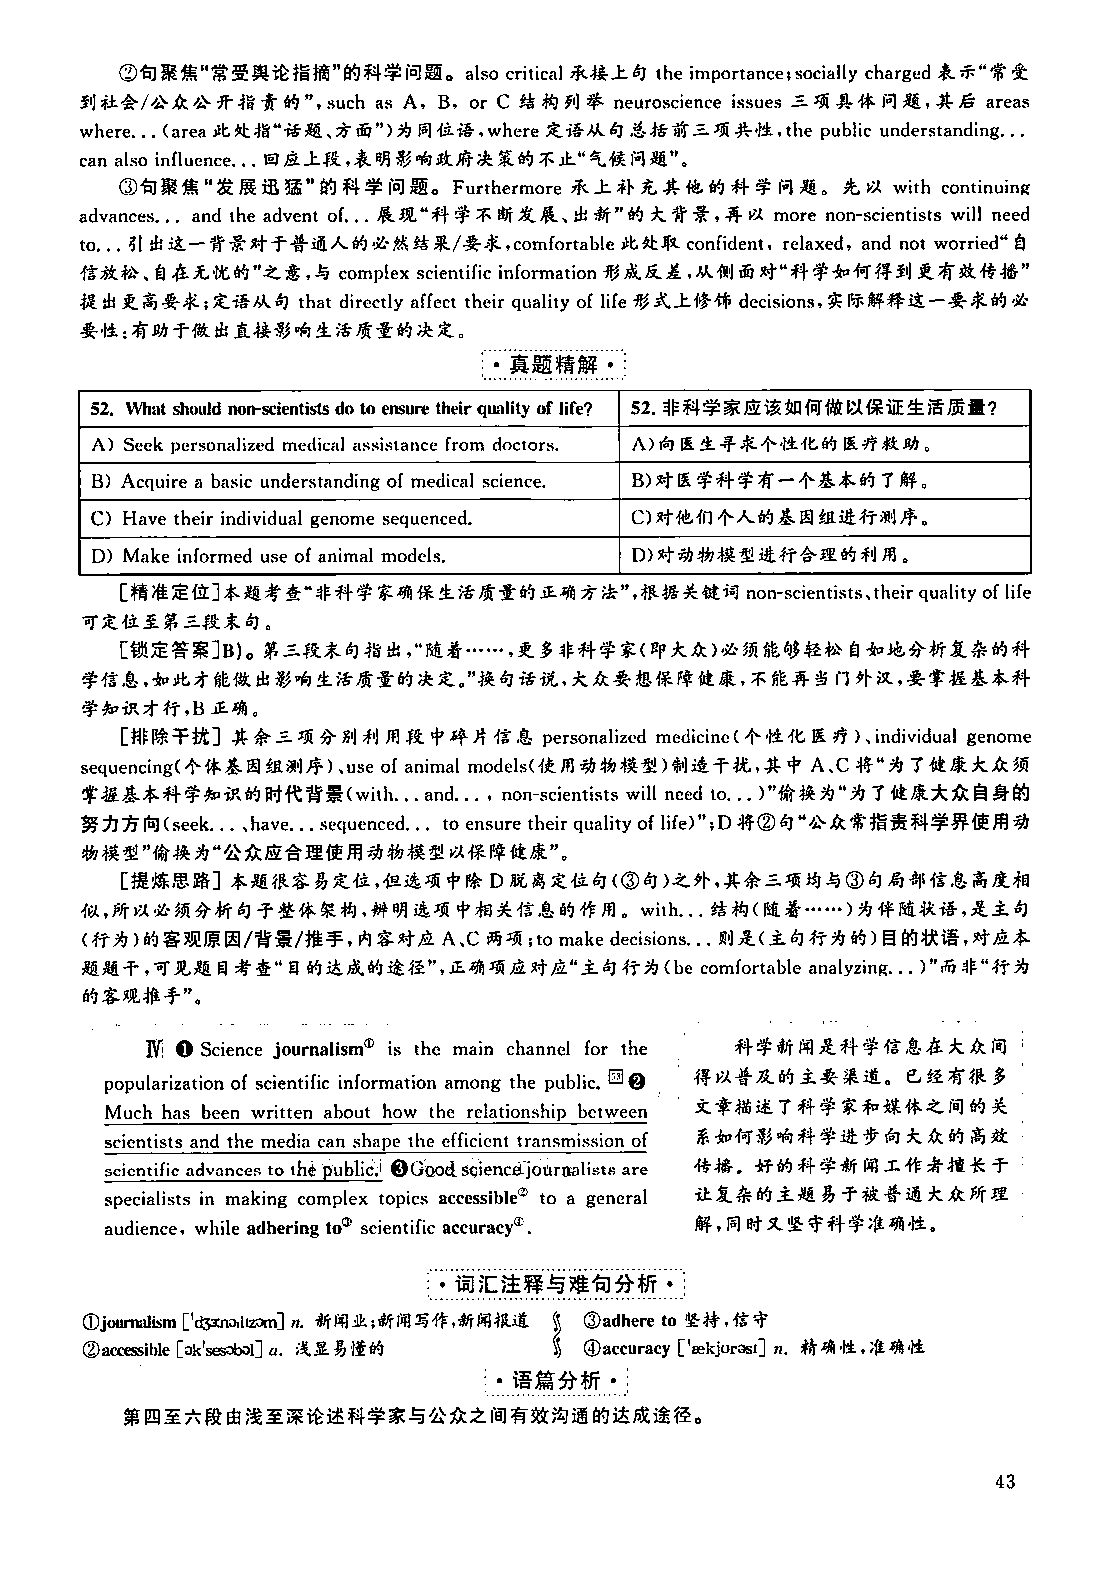 ②句聚焦“常受舆论指摘”的科学问题。also critical 承接上句 the importance; socially charged 表示“常受
到社会/公众公开指责的”,such as A, B, or C 结构列举 neuroscience issues 三项具体问题,其后 areas
where...(area 此处指“话题、方面”)为同位语,where 定语从句总括前三项共性,the public understanding...
can also influence...回应上段,表明影响政府决策的不止“气候问题”。
③句聚焦“发展迅猛”的科学问题。Furthermore 承上补充其他的科学问题。先以 with continuing
advances... and the advent of...展现“科学不断发展、出新”的大背景,再以 more non-scientists will need
to...引出这一背景对于普通人的必然结果/要求,comfortable 此处取 confident, relaxed, and not worried“自
信放松、自在无忧的”之意,与 complex scientific information 形成反差,从侧面对“科学如何得到更有效传播”
提出更高要求;定语从句 that directly affect their quality of life 形式上修饰 decisions,实际解释这一要求的必
要性:有助于做出直接影响生活质量的决定。
·真题精解·
52. What should non-scientists do to ensure their quality of life? 52. 非科学家应该如何做以保证生活质量?
A) Seek personalized medical assistance from doctors. A)向医生寻求个性化的医疗救助。
B) Acquire a basic understanding of medical science. B)对医学科学有一个基本的了解。
C) Have their individual genome sequenced. C)对他们个人的基因组进行测序。
D) Make informed use of animal models. D)对动物模型进行合理的利用。
[精准定位]本题考查“非科学家确保生活质量的正确方法”,根据关键词 non-scientists、their quality of life
可定位至第三段末句。
[锁定答案]B)。第三段末句指出,“随着……,更多非科学家(即大众)必须能够轻松自如地分析复杂的科
学信息,如此才能做出影响生活质量的决定。”换句话说,大众要想保障健康,不能再当门外汉,要掌握基本科
学知识才行,B 正确。
[排除干扰] 其余三项分别利用段中碎片信息 personalized medicine(个性化医疗)、individual genome
sequencing(个体基因组测序)、use of animal models(使用动物模型)制造干扰,其中 A、C 将“为了健康大众须
掌握基本科学知识的时代背景(with... and..., non-scientists will need to...)”偷换为“为了健康大众自身的
努力方向(seek...、have... sequenced... to ensure their quality of life)”;D 将②句“公众常指责科学界使用动
物模型”偷换为“公众应合理使用动物模型以保障健康”。
[提炼思路] 本题很容易定位,但选项中除 D 脱离定位句(③句)之外,其余三项均与③句局部信息高度相
似,所以必须分析句子整体架构,辨明选项中相关信息的作用。with...结构(随着……)为伴随状语,是主句
(行为)的客观原因/背景/推手,内容对应 A、C 两项;to make decisions...则是(主句行为的)目的状语,对应本
题题干,可见题目考查“目的达成的途径”,正确项应对应“主句行为(be comfortable analyzing...)”而非“行为
的客观推手”。
Ⅳ ❶ Science journalism① is the main channel for the
popularization of scientific information among the public. 53 ❷
Much has been written about how the relationship between
scientists and the media can shape the efficient transmission of
scientific advances to the public. ❸Good science journalists are
specialists in making complex topics accessible② to a general
audience, while adhering to③ scientific accuracy④.
科学新闻是科学信息在大众间
得以普及的主要渠道。已经有很多
文章描述了科学家和媒体之间的关
系如何影响科学进步向大众的高效
传播。好的科学新闻工作者擅长于
让复杂的主题易于被普通大众所理
解,同时又坚守科学准确性。
·词汇注释与难句分析·
①journalism [ˈdʒɜːnəlɪzəm] n. 新闻业;新闻写作,新闻报道
②accessible [əkˈsesəbəl] a. 浅显易懂的
③adhere to 坚持,信守
④accuracy [ˈækjʊrəsɪ] n. 精确性,准确性
·语篇分析·
第四至六段由浅至深论述科学家与公众之间有效沟通的达成途径。
43